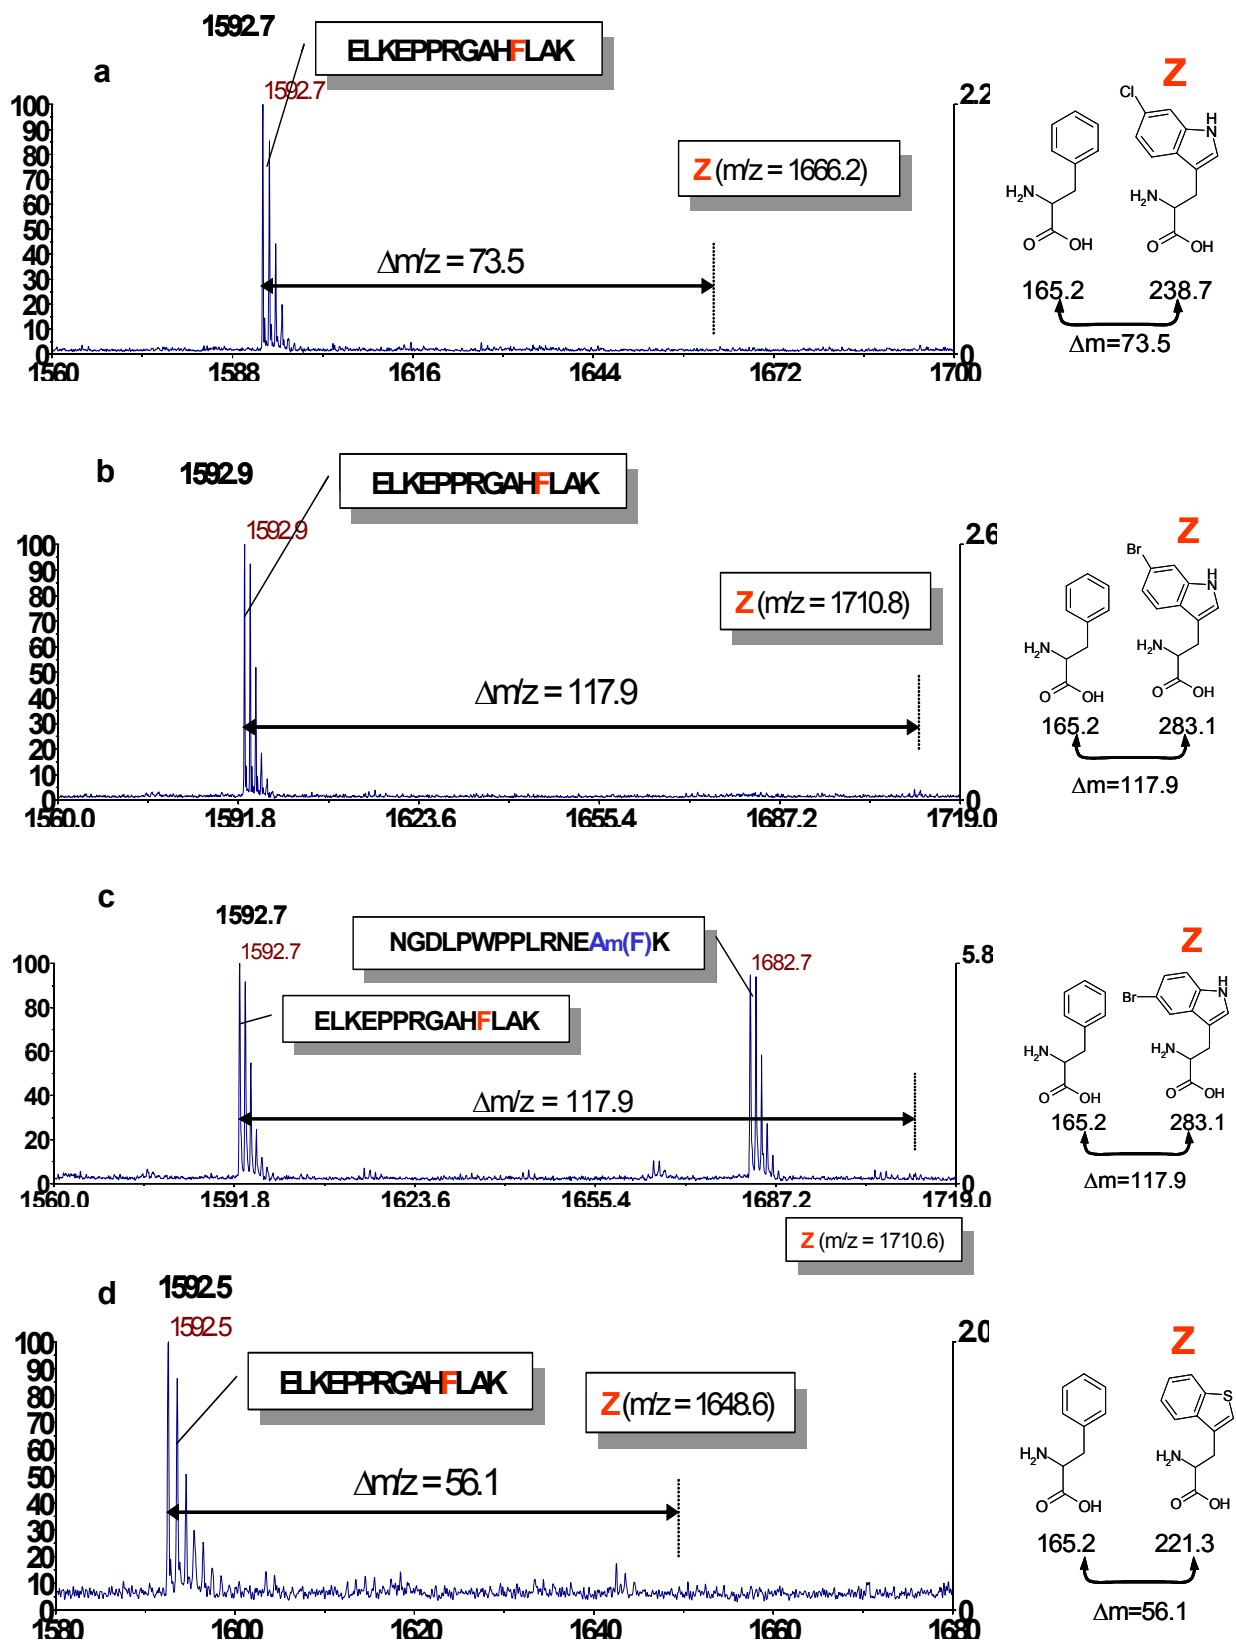 1592.7
ELKEPPRGAHFLAK
a
1592.7
Z
Cl
H
N
100
90
80
70
60
50
40
30
20
10
0
2.2
0
Z (m/z = 1666.2)
Δm/z = 73.5
H₂N
O
OH
H₂N
O
OH
165.2
238.7
Δm=73.5
1560
1588
1616
1644
1672
1700
b
1592.9
ELKEPPRGAHFLAK
1592.9
Z
Br
H
N
100
90
80
70
60
50
40
30
20
10
0
2.6
0
Z (m/z = 1710.8)
Δm/z = 117.9
H₂N
O
OH
H₂N
O
OH
165.2
283.1
Δm=117.9
1560.0
1591.8
1623.6
1655.4
1687.2
1719.0
c
1592.7
NGDLPWPPLRNEAm(F)K
1592.7
1682.7
Z
Br
H
N
100
80
60
40
20
0
5.8
0
ELKEPPRGAHFLAK
Δm/z = 117.9
H₂N
O
OH
H₂N
O
OH
165.2
283.1
Δm=117.9
1560.0
1591.8
1623.6
1655.4
1687.2
1719.0
Z (m/z = 1710.6)
d
1592.5
1592.5
Z
S
100
90
80
70
60
50
40
30
20
10
0
20
0
ELKEPPRGAHFLAK
Z (m/z = 1648.6)
Δm/z = 56.1
H₂N
O
OH
H₂N
O
OH
165.2
221.3
Δm=56.1
1580
1600
1620
1640
1660
1680